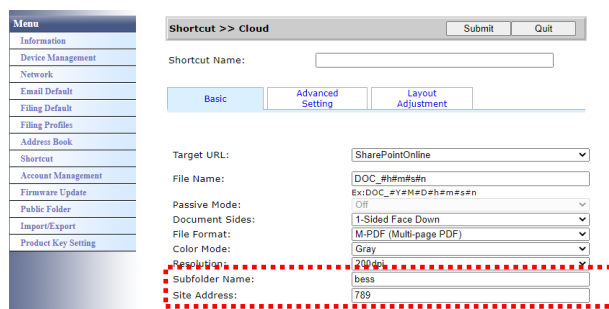 Menu
Information
Device Management
Network
Email Default
Filing Default
Filing Profiles
Address Book
Shortcut
Account Management
Firmware Update
Public Folder
Import/Export
Product Key Setting
Shortcut >> Cloud Submit Quit
Shortcut Name:
Basic
Advanced
Setting
Layout
Adjustment
Target URL: SharePointOnline
File Name: DOC_#h#m#s#n
Ex:DOC_#Y#M#D#h#m#s#n
Passive Mode: Off
Document Sides: 1-Sided Face Down
File Format: M-PDF (Multi-page PDF)
Color Mode: Gray
Resolution: 200dpi
Subfolder Name: bess
Site Address: 789